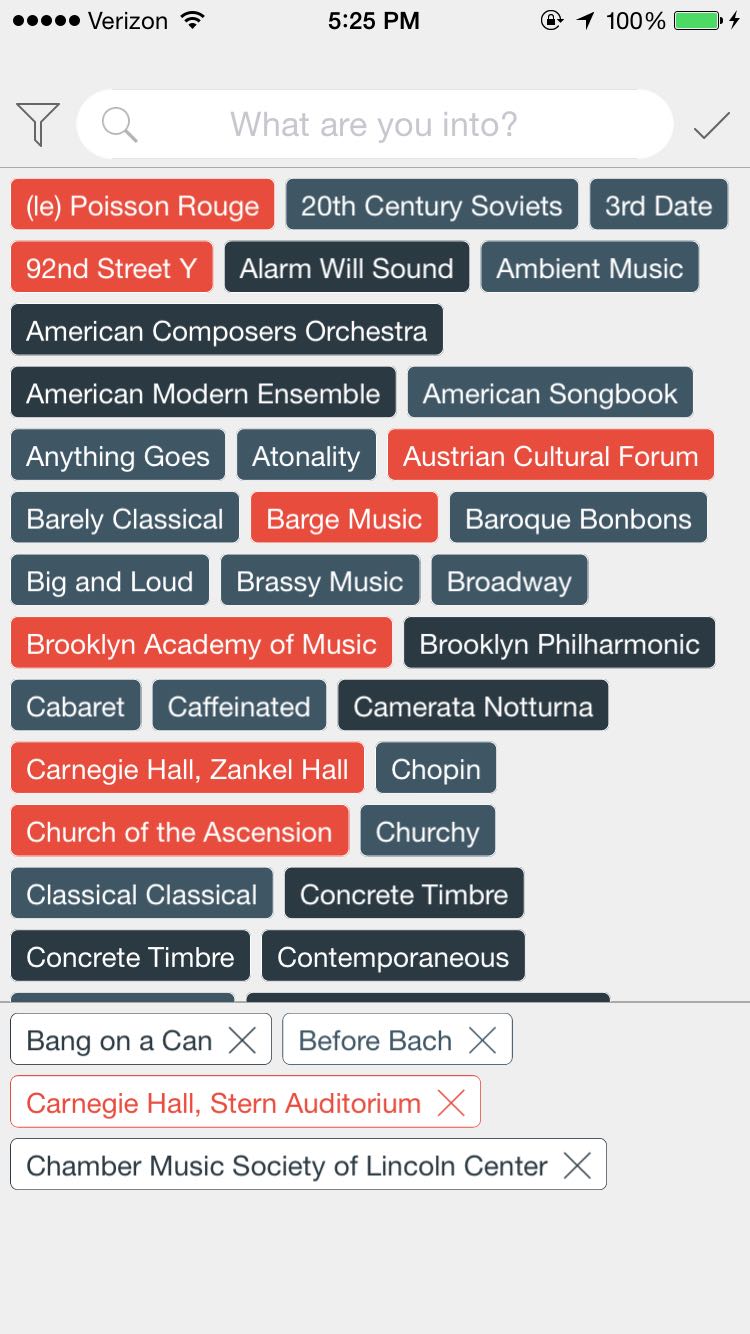 Verizon 5:25 PM 100%
What are you into?
(le) Poisson Rouge 20th Century Soviets 3rd Date
92nd Street Y Alarm Will Sound Ambient Music
American Composers Orchestra
American Modern Ensemble American Songbook
Anything Goes Atonality Austrian Cultural Forum
Barely Classical Barge Music Baroque Bonbons
Big and Loud Brassy Music Broadway
Brooklyn Academy of Music Brooklyn Philharmonic
Cabaret Caffeinated Camerata Notturna
Carnegie Hall, Zankel Hall Chopin
Church of the Ascension Churchy
Classical Classical Concrete Timbre
Concrete Timbre Contemporaneous
Bang on a Can Before Bach
Carnegie Hall, Stern Auditorium
Chamber Music Society of Lincoln Center